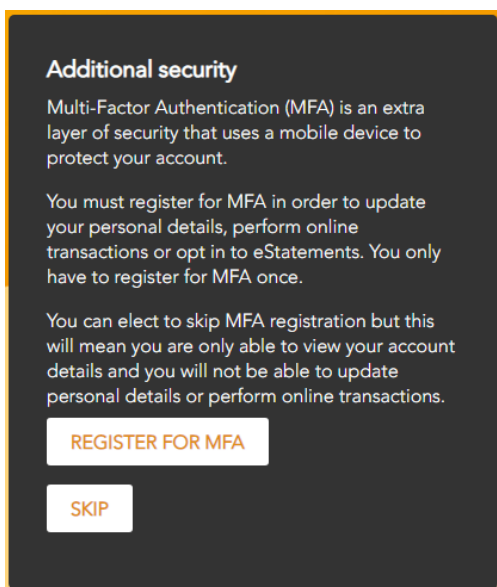 Additional security
Multi-Factor Authentication (MFA) is an extra
layer of security that uses a mobile device to
protect your account.
You must register for MFA in order to update
your personal details, perform online
transactions or opt in to eStatements. You only
have to register for MFA once.
You can elect to skip MFA registration but this
will mean you are only able to view your account
details and you will not be able to update
personal details or perform online transactions.
REGISTER FOR MFA
SKIP